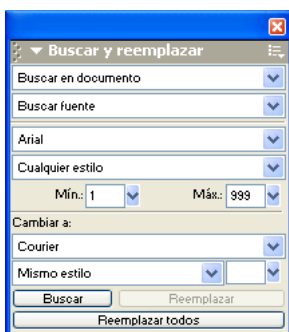 Buscar y reemplazar
Buscar en documento
Buscar fuente
Arial
Cualquier estilo
Mín.: 1 Máx.: 999
Cambiar a:
Courier
Mismo estilo
Buscar Reemplazar
Reemplazar todos